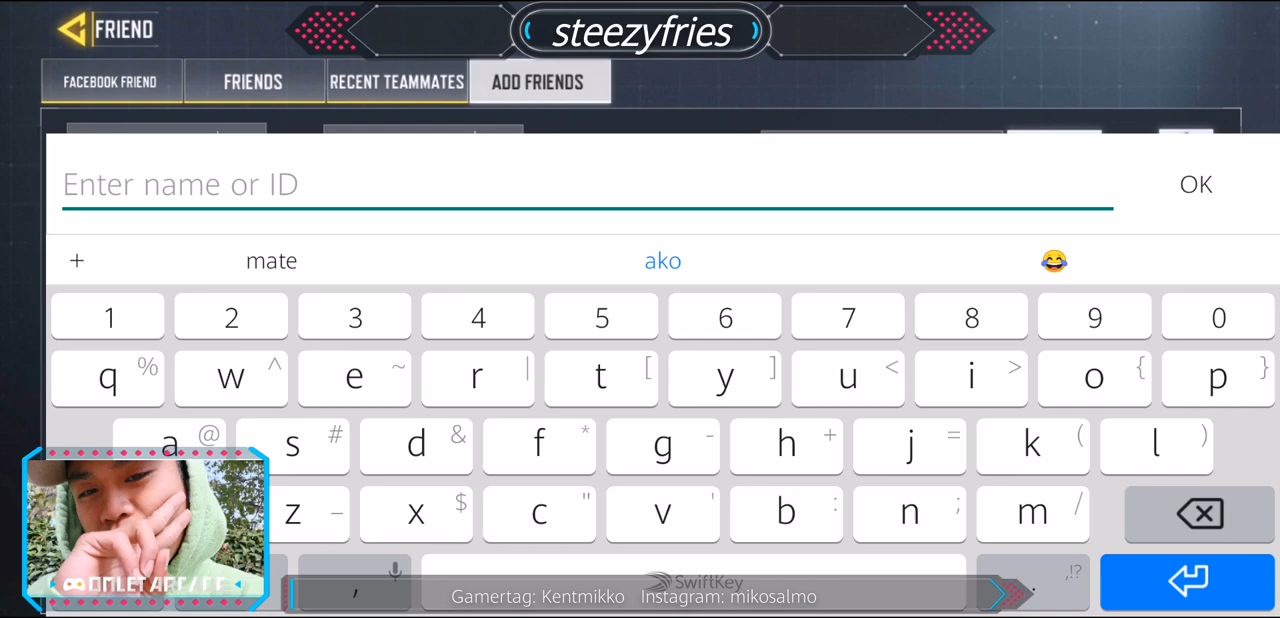 FRIEND
steezyfries
FACEBOOK FRIEND FRIENDS RECENT TEAMMATES ADD FRIENDS
Enter name or ID OK
+ mate ako 😂
1 2 3 4 5 6 7 8 9 0
q % w ^ e ~ r | t [ y ] u < i > o { p }
a @ s # d & f * g - h + j = k ( l )
z _ x $ c " v ' b : n ; m /
, SwiftKey . ,!?
Gamertag: Kentmikko Instagram: mikosalmo